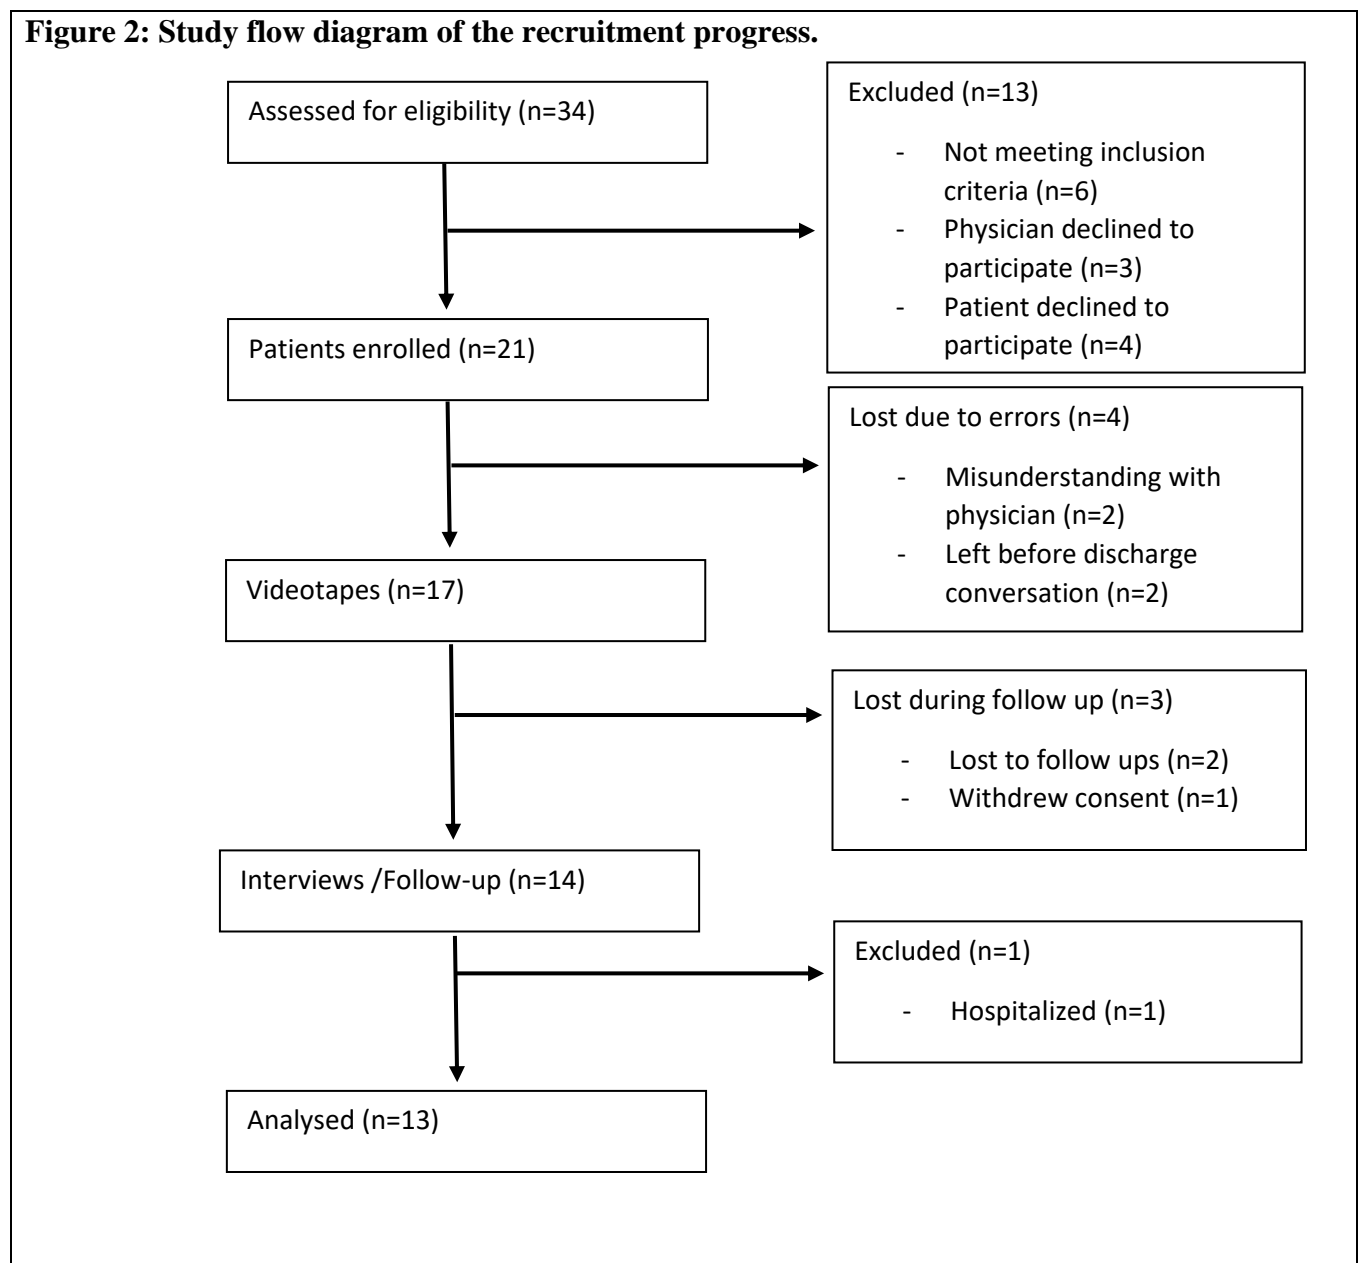 Figure 2: Study flow diagram of the recruitment progress.
Assessed for eligibility (n=34)
Excluded (n=13)
- Not meeting inclusion
criteria (n=6)
- Physician declined to
participate (n=3)
- Patient declined to
participate (n=4)
Patients enrolled (n=21)
Lost due to errors (n=4)
- Misunderstanding with
physician (n=2)
- Left before discharge
conversation (n=2)
Videotapes (n=17)
Lost during follow up (n=3)
- Lost to follow ups (n=2)
- Withdrew consent (n=1)
Interviews /Follow-up (n=14)
Excluded (n=1)
- Hospitalized (n=1)
Analysed (n=13)